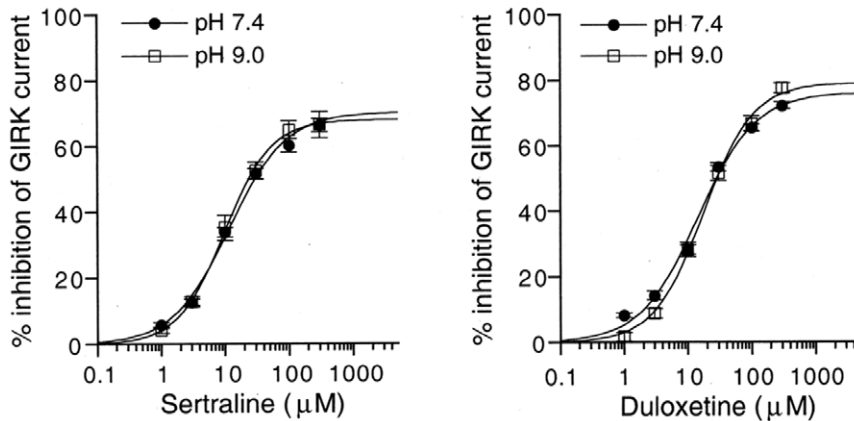 % inhibition of GIRK current
100
80
60
40
20
0
pH 7.4
pH 9.0
0.1 1 10 100 1000
Sertraline (μM)
% inhibition of GIRK current
100
80
60
40
20
0
pH 7.4
pH 9.0
0.1 1 10 100 1000
Duloxetine (μM)